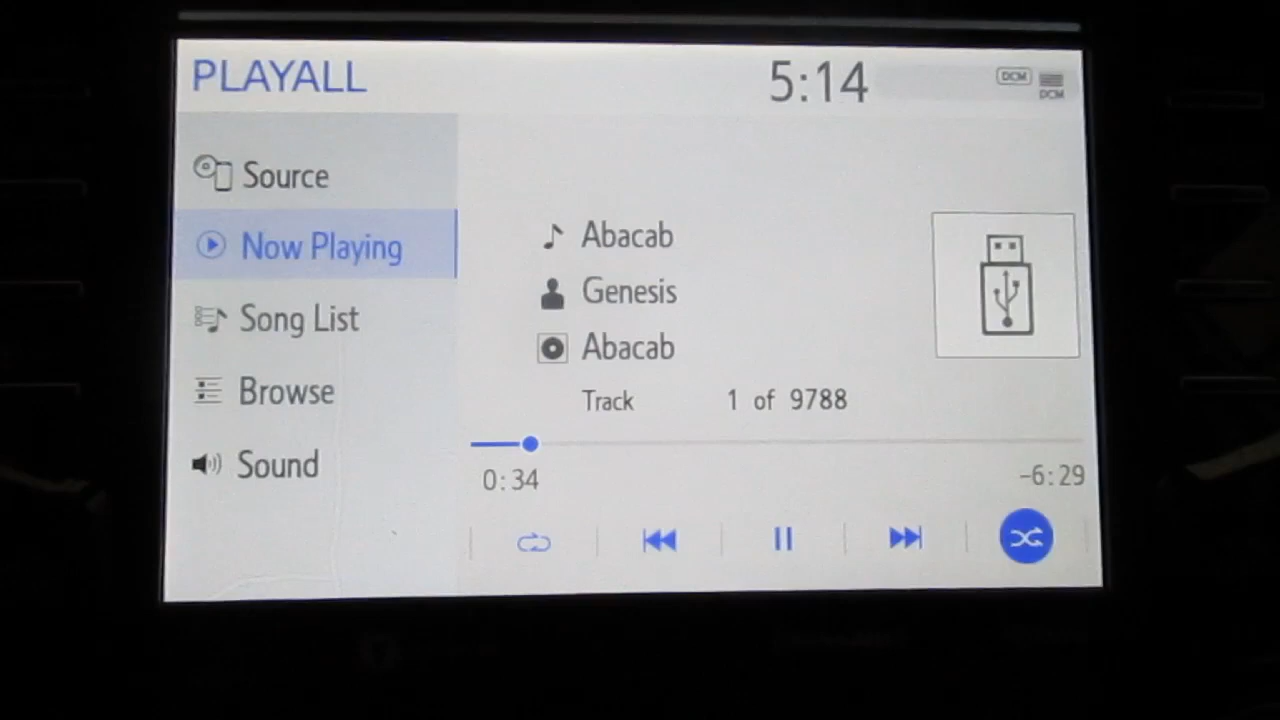 PLAYALL
5:14
DCM
DCM
Source
Now Playing
Song List
Browse
Sound
Abacab
Genesis
Abacab
Track 1 of 9788
0:34
-6:29